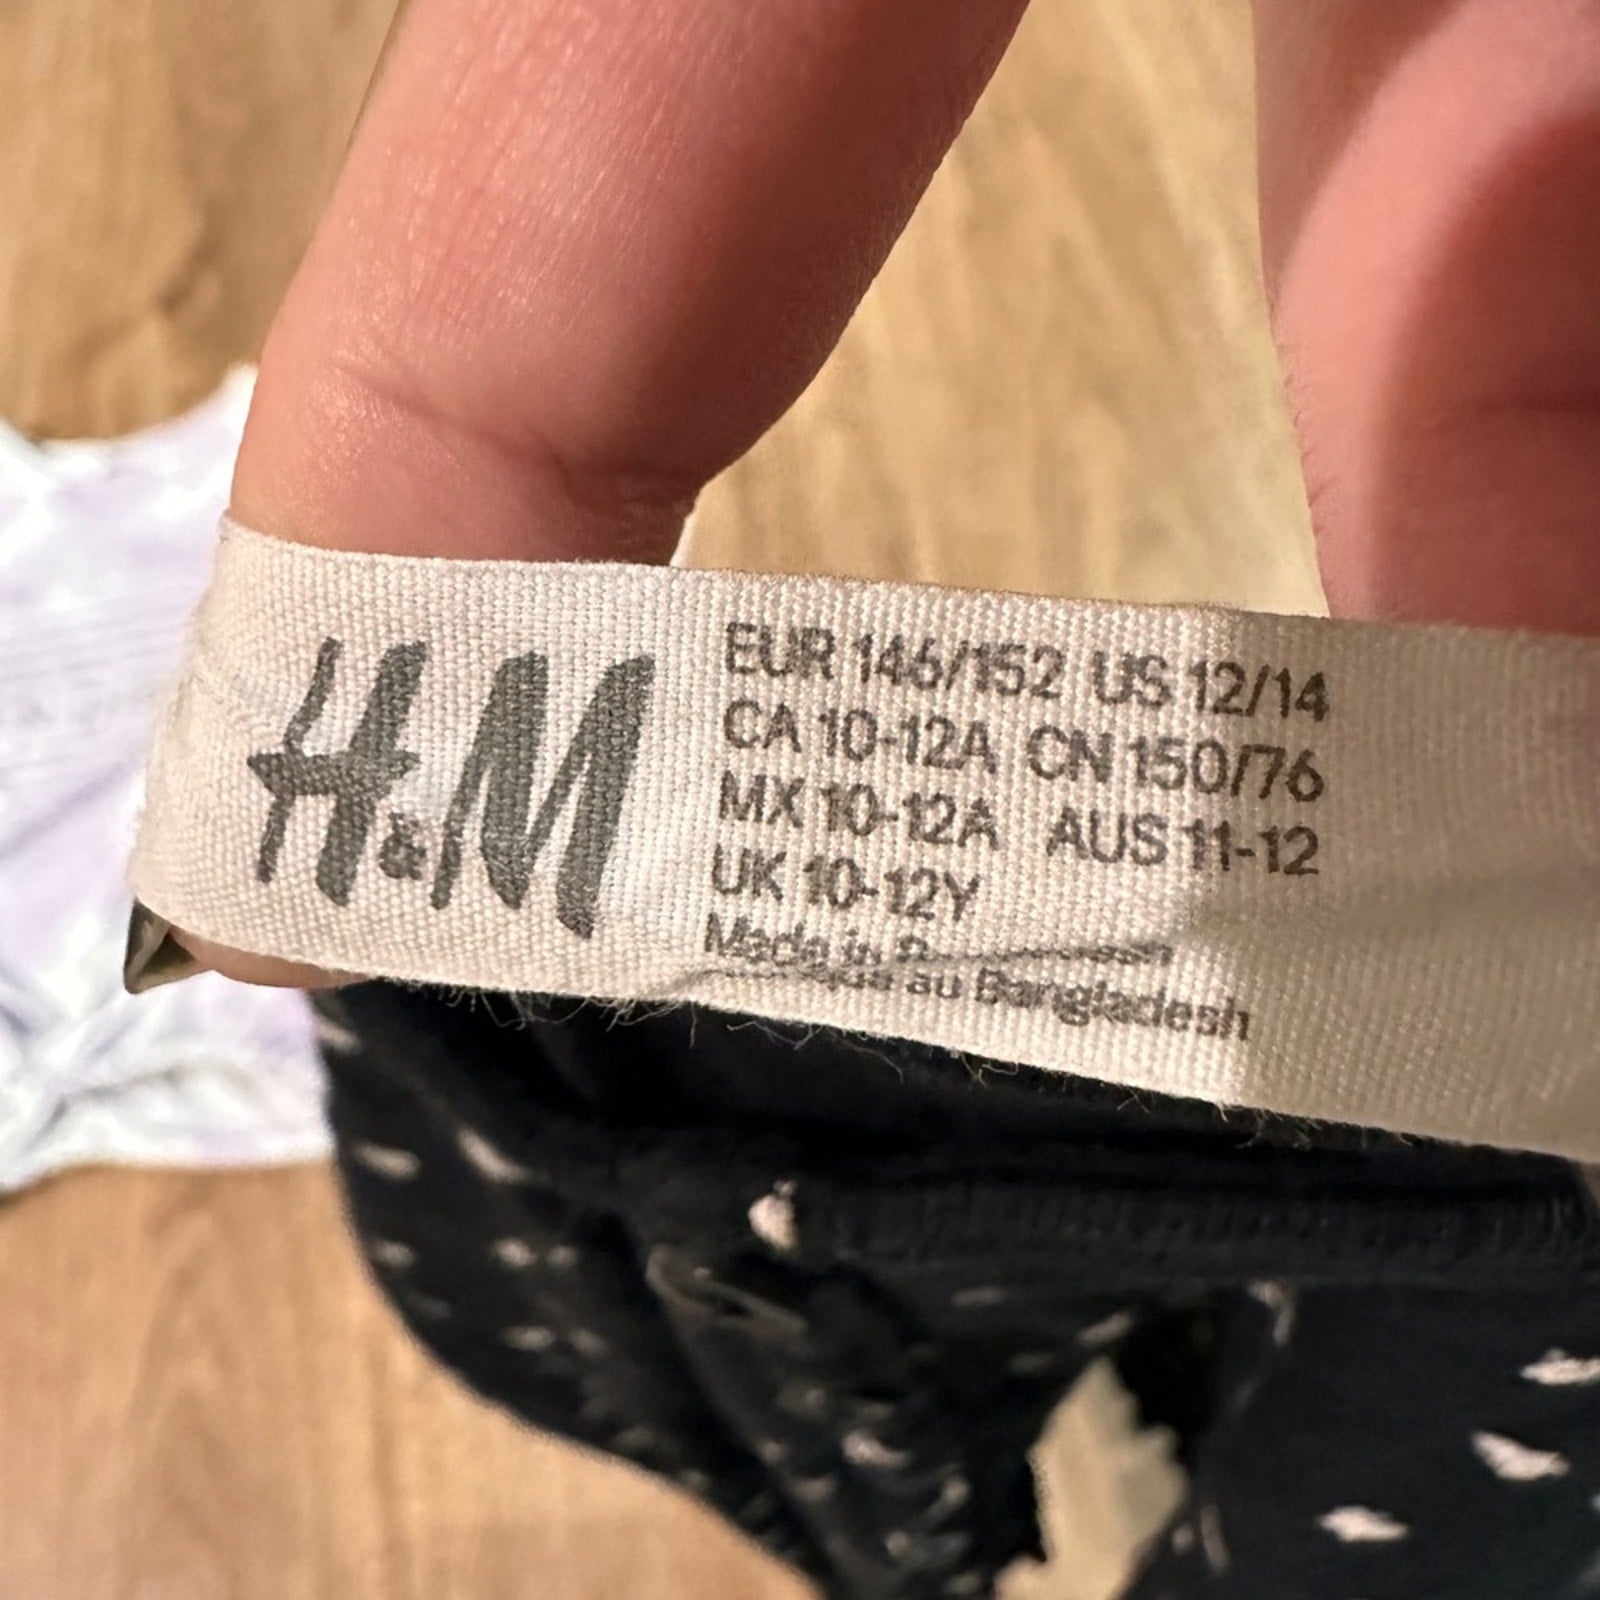 H&M
EUR 146/152 US 12/14
CA 10-12A CN 150/76
MX 10-12A AUS 11-12
UK 10-12Y
Made in
au Bangladesh